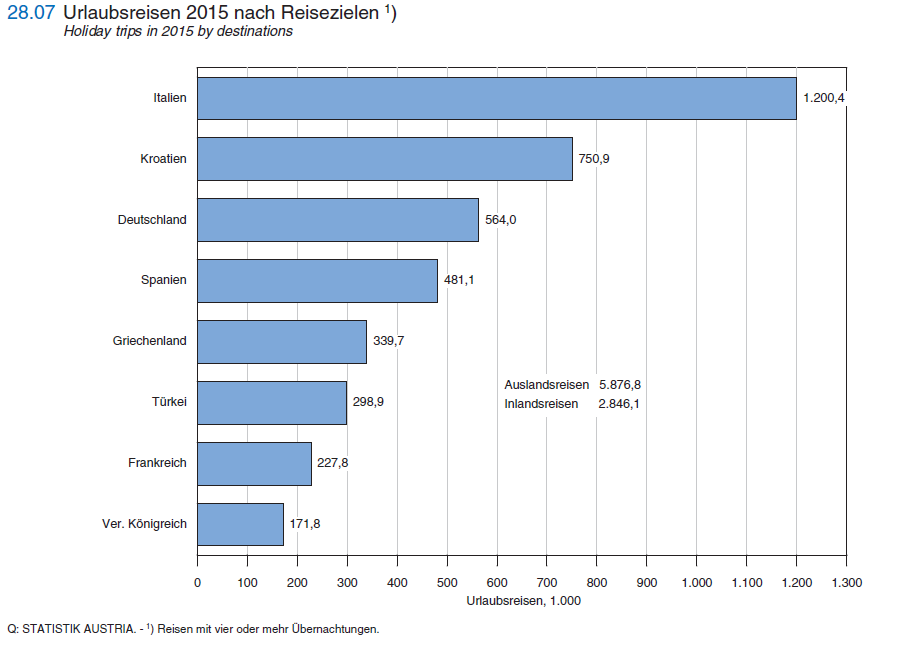 28.07 Urlaubsreisen 2015 nach Reisezielen ¹)
Holiday trips in 2015 by destinations
Italien 1.200,4
Kroatien 750,9
Deutschland 564,0
Spanien 481,1
Griechenland 339,7
Auslandsreisen 5.876,8
Türkei 298,9
Inlandsreisen 2.846,1
Frankreich 227,8
Ver. Königreich 171,8
0 100 200 300 400 500 600 700 800 900 1.000 1.100 1.200 1.300
Urlaubsreisen, 1.000
Q: STATISTIK AUSTRIA. - ¹) Reisen mit vier oder mehr Übernachtungen.